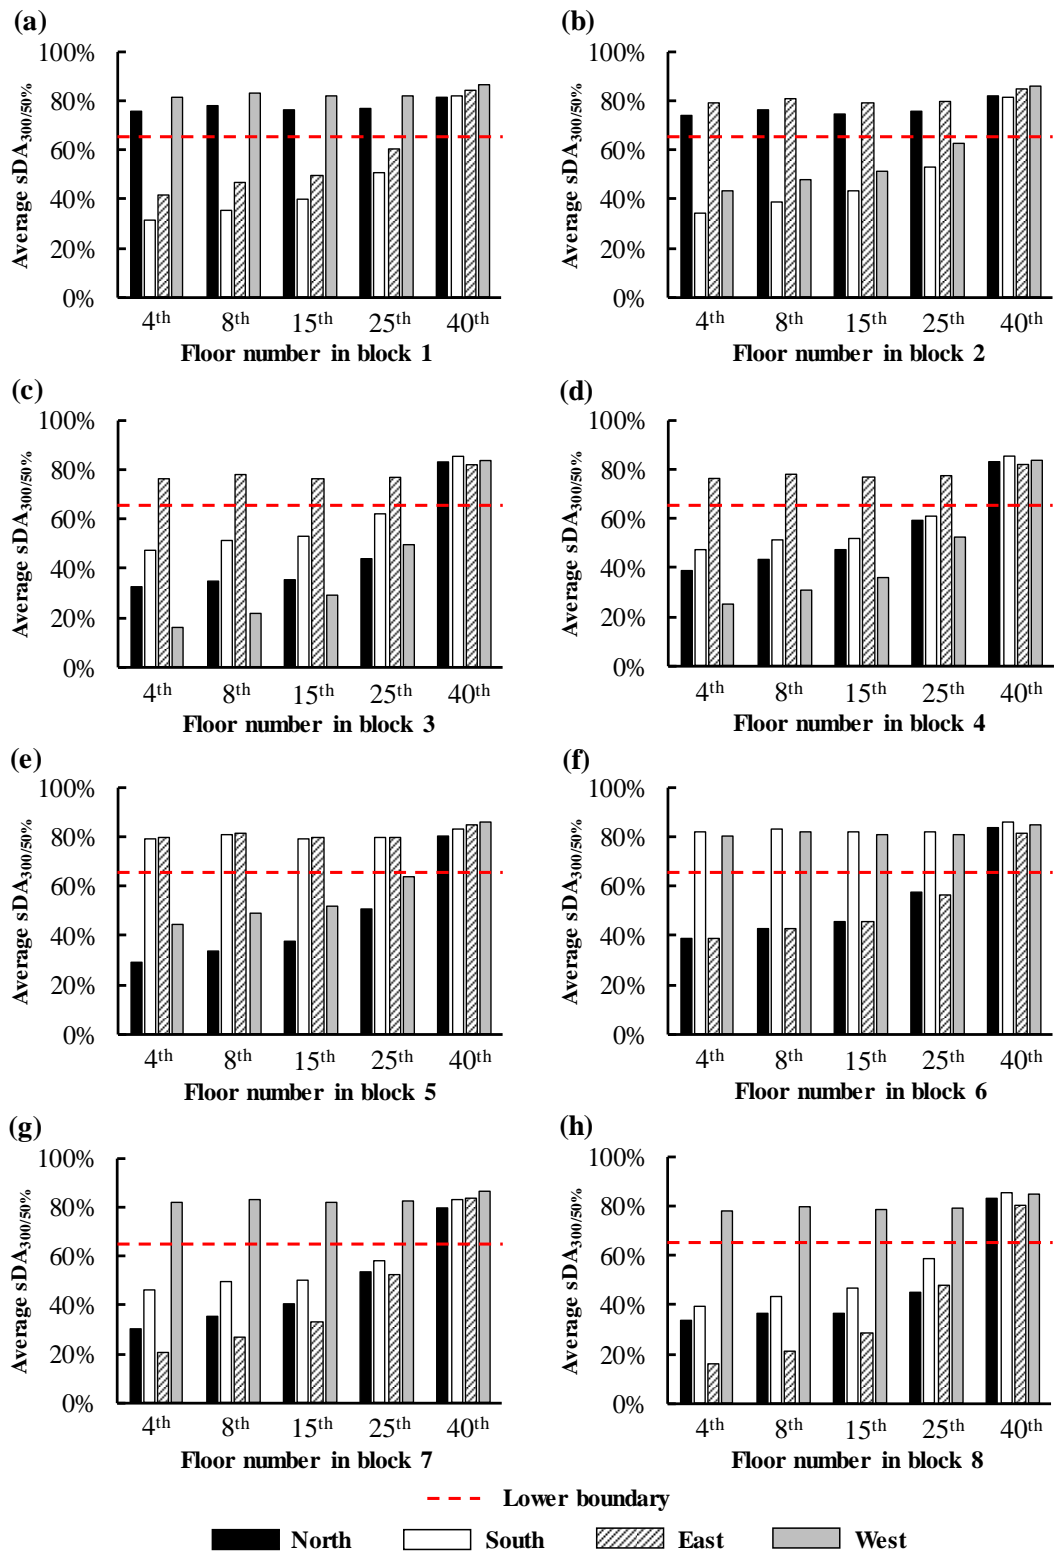 (a)
Average sDA300/50%
100%
80%
60%
40%
20%
0%
4th 8th 15th 25th 40th
Floor number in block 1
(b)
Average sDA300/50%
100%
80%
60%
40%
20%
0%
4th 8th 15th 25th 40th
Floor number in block 2
(c)
Average sDA300/50%
100%
80%
60%
40%
20%
0%
4th 8th 15th 25th 40th
Floor number in block 3
(d)
Average sDA300/50%
100%
80%
60%
40%
20%
0%
4th 8th 15th 25th 40th
Floor number in block 4
(e)
Average sDA300/50%
100%
80%
60%
40%
20%
0%
4th 8th 15th 25th 40th
Floor number in block 5
(f)
Average sDA300/50%
100%
80%
60%
40%
20%
0%
4th 8th 15th 25th 40th
Floor number in block 6
(g)
Average sDA300/50%
100%
80%
60%
40%
20%
0%
4th 8th 15th 25th 40th
Floor number in block 7
(h)
Average sDA300/50%
100%
80%
60%
40%
20%
0%
4th 8th 15th 25th 40th
Floor number in block 8
Lower boundary
North South East West